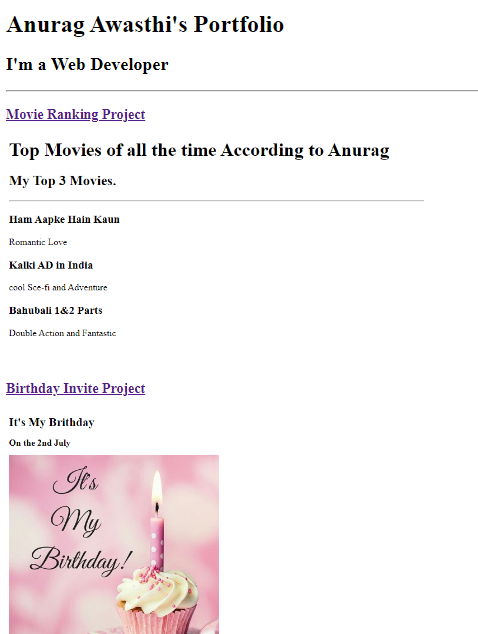 Anurag Awasthi's Portfolio
I'm a Web Developer
Movie Ranking Project
Top Movies of all the time According to Anurag
My Top 3 Movies.
Ham Aapke Hain Kaun
Romantic Love
Kalki AD in India
cool Sce-fi and Adventure
Bahubali 1&2 Parts
Double Action and Fantastic
Birthday Invite Project
It's My Brithday
On the 2nd July
It's
My
Birthday!